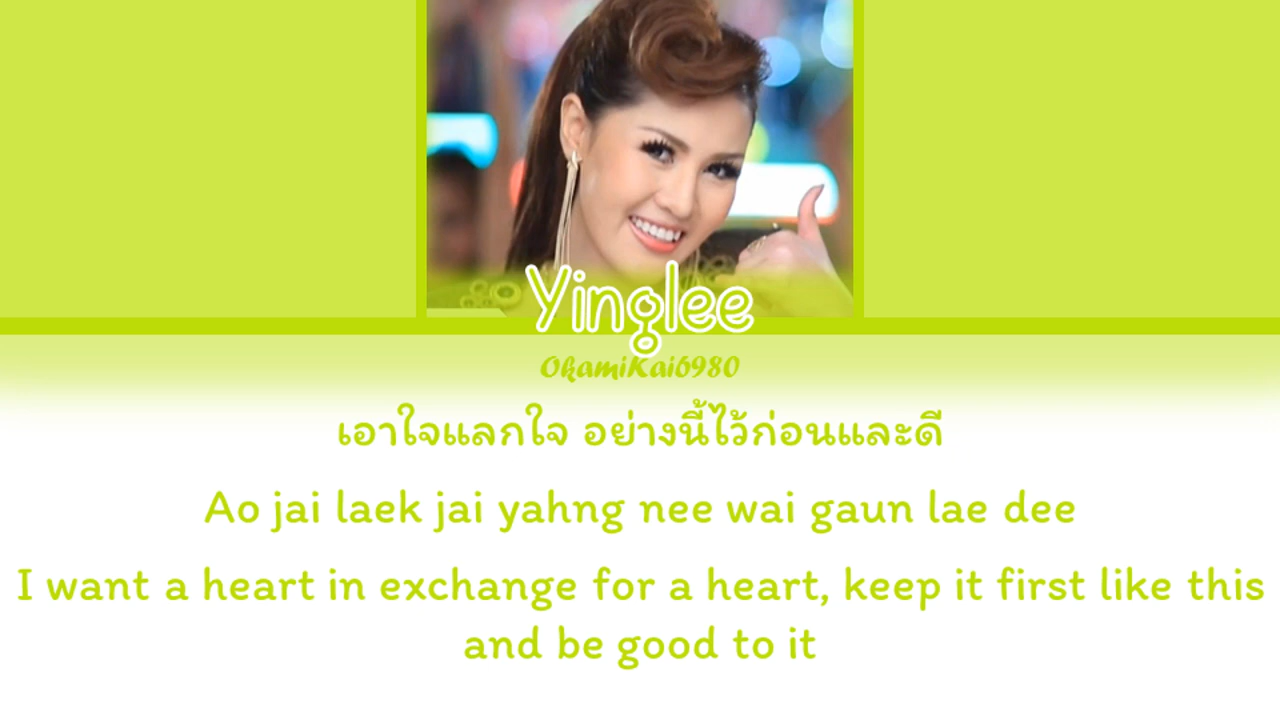 Yinglee
OkamiKai6980
เอาใจแลกใจ อย่างนี้ไว้ก่อนและดี
Ao jai laek jai yahng nee wai gaun lae dee
I want a heart in exchange for a heart, keep it first like this
and be good to it